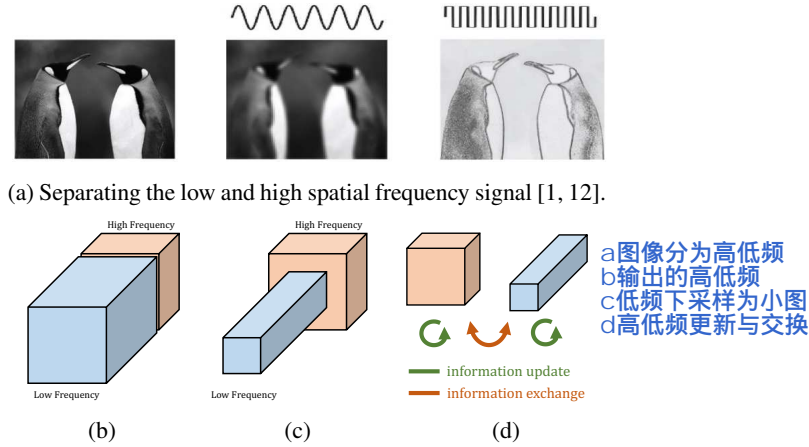 (a) Separating the low and high spatial frequency signal [1, 12].
High Frequency
Low Frequency
(b)
High Frequency
Low Frequency
(c)
information update
information exchange
(d)
a图像分为高低频
b输出的高低频
c低频下采样为小图
d高低频更新与交换